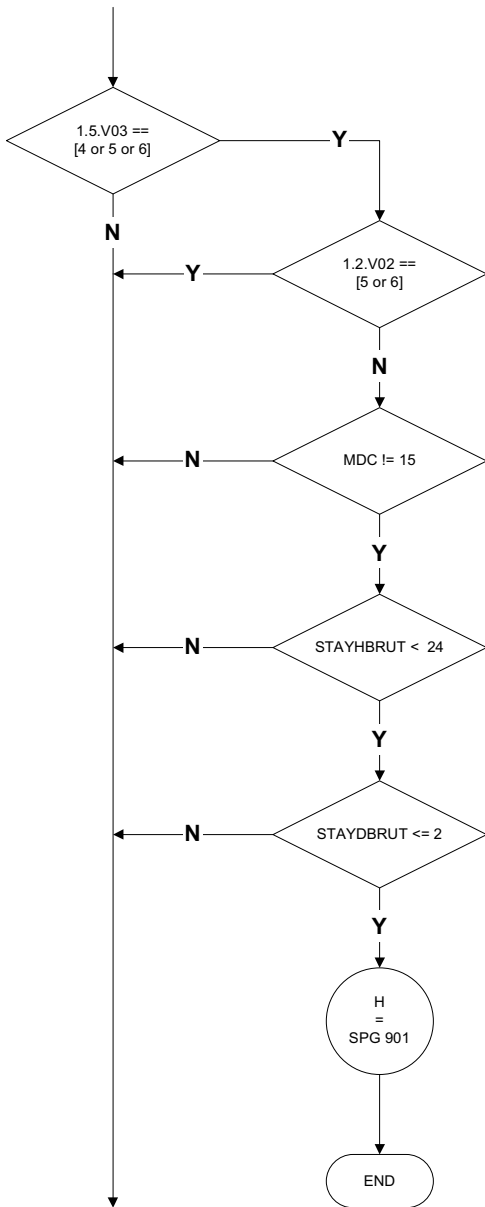 1.5.V03 ==
[4 or 5 or 6]
Y
N
1.2.V02 ==
[5 or 6]
Y
N
MDC != 15
N
Y
STAYHBRUT < 24
N
Y
STAYDBRUT <= 2
N
Y
H
=
SPG 901
END